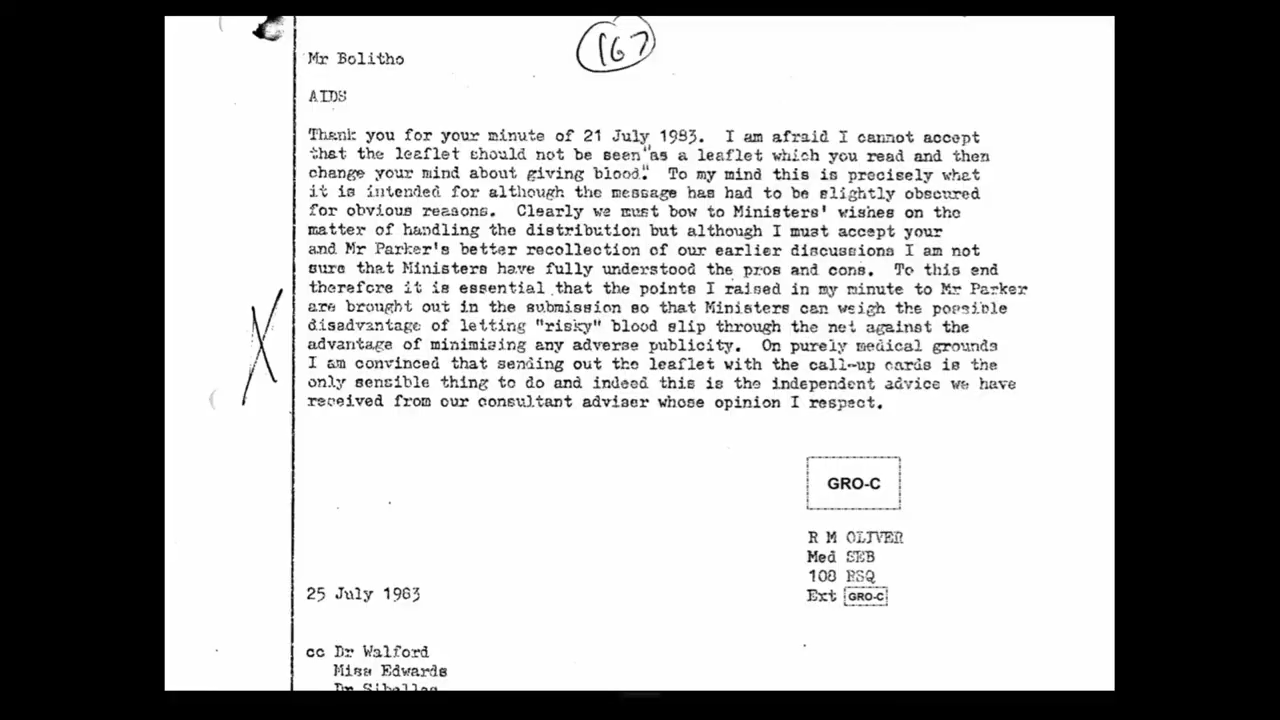 167
Mr Bolitho
AIDS
Thank you for your minute of 21 July 1983. I am afraid I cannot accept
that the leaflet should not be seen "as a leaflet which you read and then
change your mind about giving blood." To my mind this is precisely what
it is intended for although the message has had to be slightly obscured
for obvious reasons. Clearly we must bow to Ministers' wishes on the
matter of handling the distribution but although I must accept your
and Mr Parker's better recollection of our earlier discussions I am not
sure that Ministers have fully understood the pros and cons. To this end
therefore it is essential that the points I raised in my minute to Mr Parker
are brought out in the submission so that Ministers can weigh the possible
disadvantage of letting "risky" blood slip through the net against the
advantage of minimising any adverse publicity. On purely medical grounds
I am convinced that sending out the leaflet with the call-up cards is the
only sensible thing to do and indeed this is the independent advice we have
received from our consultant adviser whose opinion I respect.
GRO-C
R M OLIVER
Med SEB
108 ESQ
Ext GRO-C
25 July 1983
cc Dr Walford
Miss Edwards
Dr Sibellas